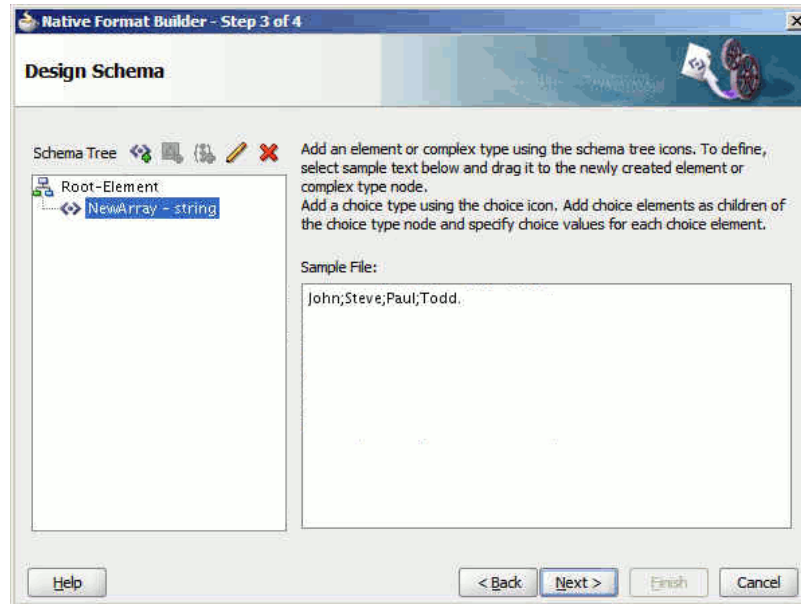 Native Format Builder - Step 3 of 4
Design Schema
Schema Tree
Root-Element
NewArray - string
Add an element or complex type using the schema tree icons. To define,
select sample text below and drag it to the newly created element or
complex type node.
Add a choice type using the choice icon. Add choice elements as children of
the choice type node and specify choice values for each choice element.
Sample File:
John;Steve;Paul;Todd.
Help
< Back
Next >
Finish
Cancel